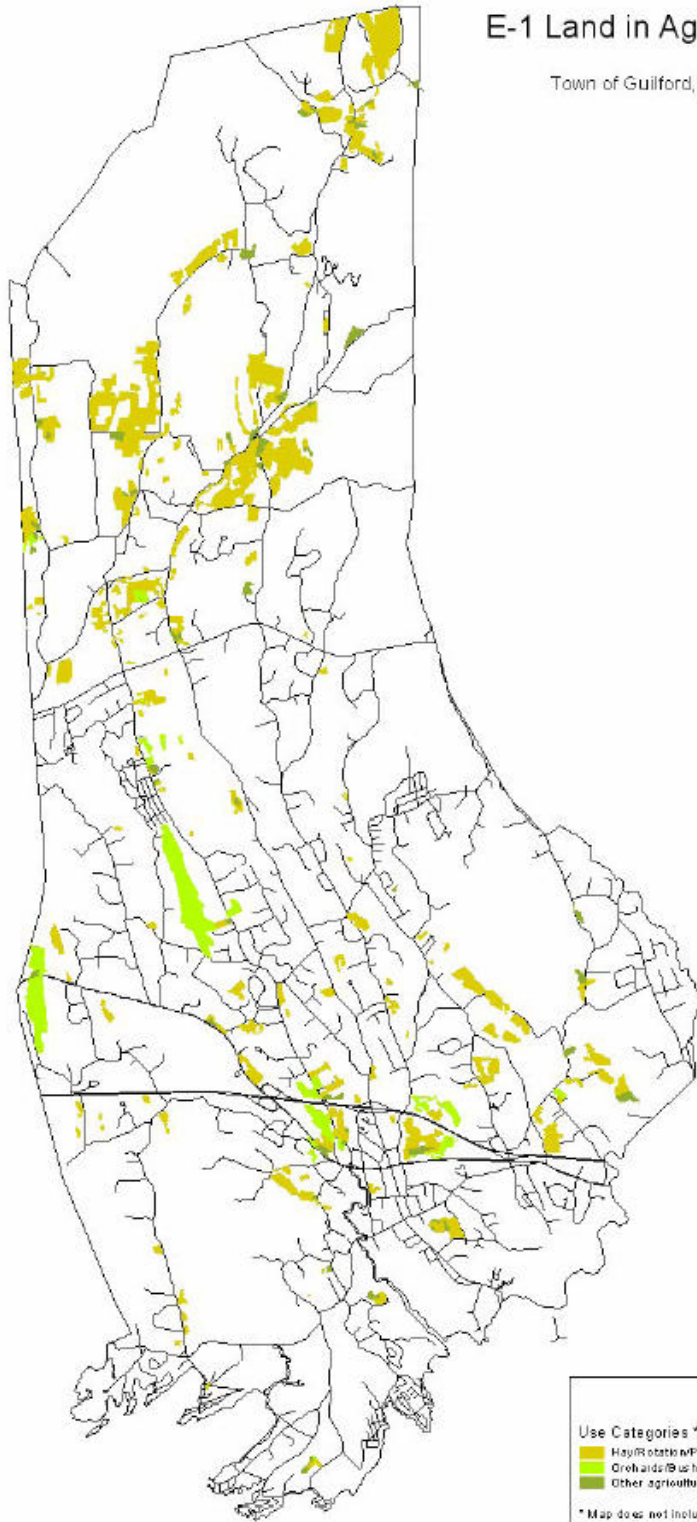 E-1 Land in Ag
Town of Guilford,
Use Categories *
Hay/Rotation/P
Orchards/Bush
Other agricultu
* Map does not inclu